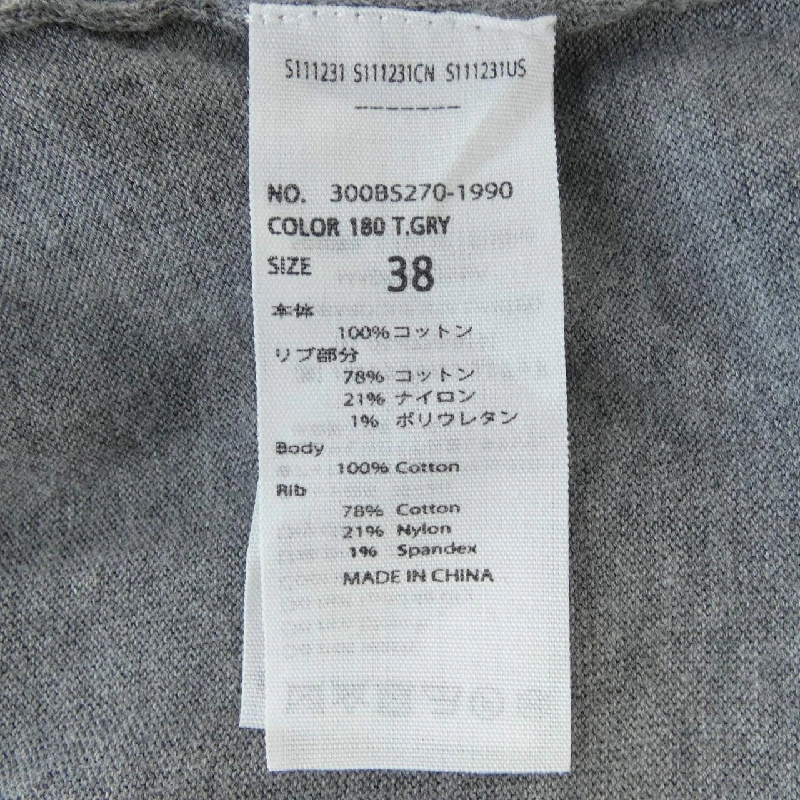 S111231 S111231CN S111231US
-------
NO. 300BS270-1990
COLOR 180 T.GRY
SIZE 38
本体
100%コットン
リブ部分
78% コットン
21% ナイロン
1% ポリウレタン
Body
100% Cotton
Rib
78% Cotton
21% Nylon
1% Spandex
MADE IN CHINA